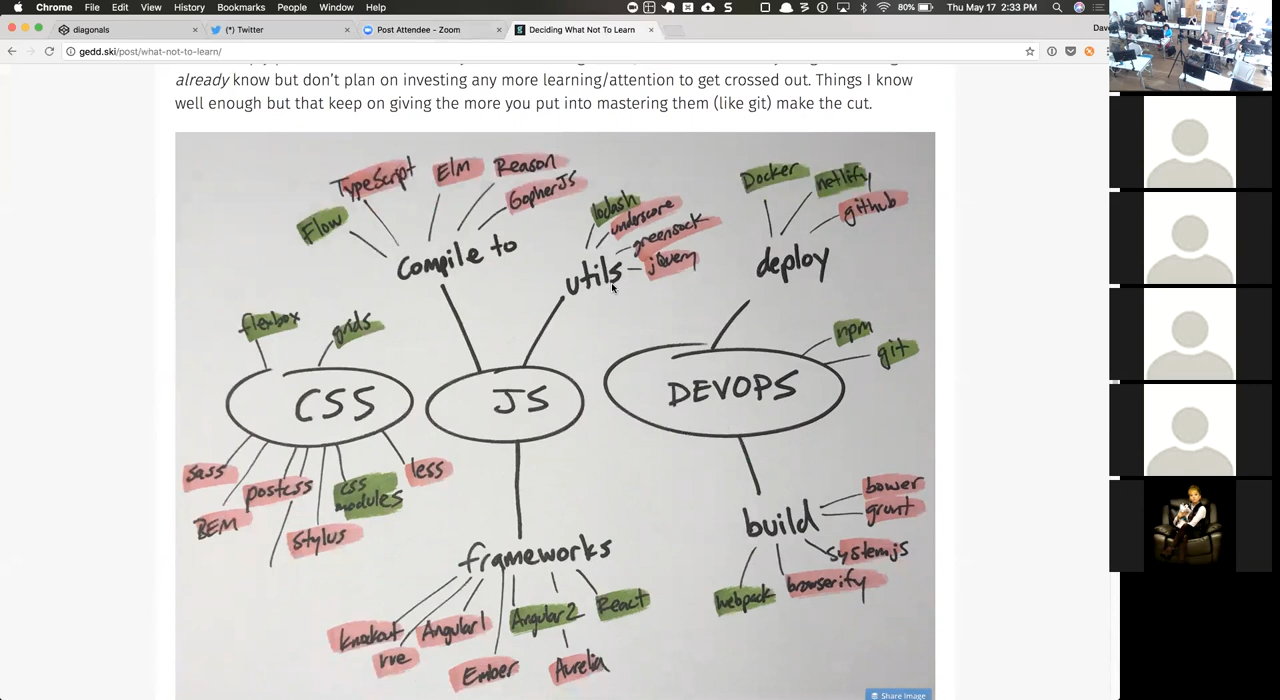 Chrome File Edit View History Bookmarks People Window Help 80% Thu May 17 2:33 PM
diagonals
(*) Twitter
Post Attendee - Zoom
Deciding What Not To Learn
gedd.ski/post/what-not-to-learn/
already know but don't plan on investing any more learning/attention to get crossed out. Things I know
well enough but that keep on giving the more you put into mastering them (like git) make the cut.
TypeScript
Elm
Reason
GopherJS
Flow
Compile to
lodash
underscore
greensock
jQuery
utils
Docker
netlify
github
deploy
flexbox
grids
npm
git
CSS
JS
DEVOPS
sass
postcss
css
modules
less
BEM
stylus
bower
grunt
build
systemjs
browserify
webpack
frameworks
Knockout
Angular1
Angular2
React
vue
Ember
Aurelia
Share Image